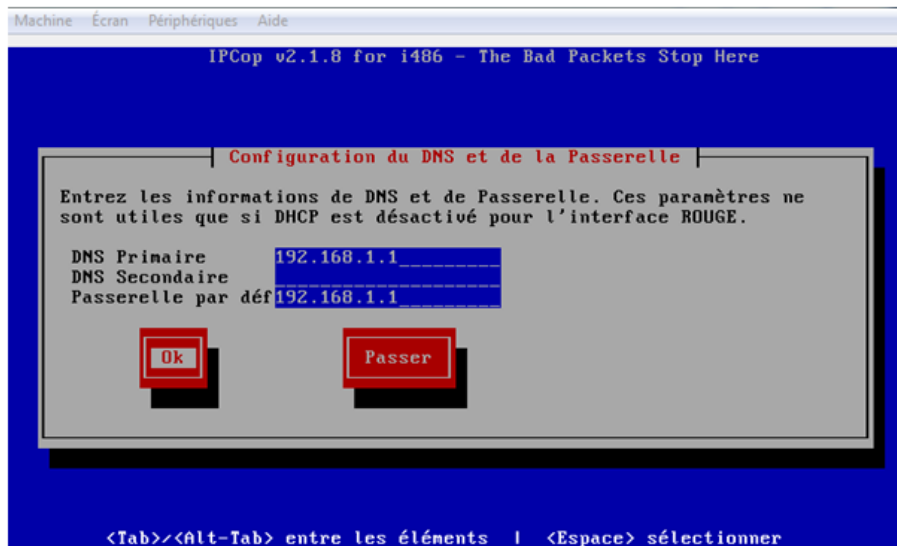 Machine Écran Périphériques Aide
IPCop v2.1.8 for i486 - The Bad Packets Stop Here
Configuration du DNS et de la Passerelle
Entrez les informations de DNS et de Passerelle. Ces paramètres ne
sont utiles que si DHCP est désactivé pour l'interface ROUGE.
DNS Primaire 192.168.1.1
DNS Secondaire
Passerelle par déf 192.168.1.1
Ok Passer
<Tab>/<Alt-Tab> entre les éléments | <Espace> sélectionner